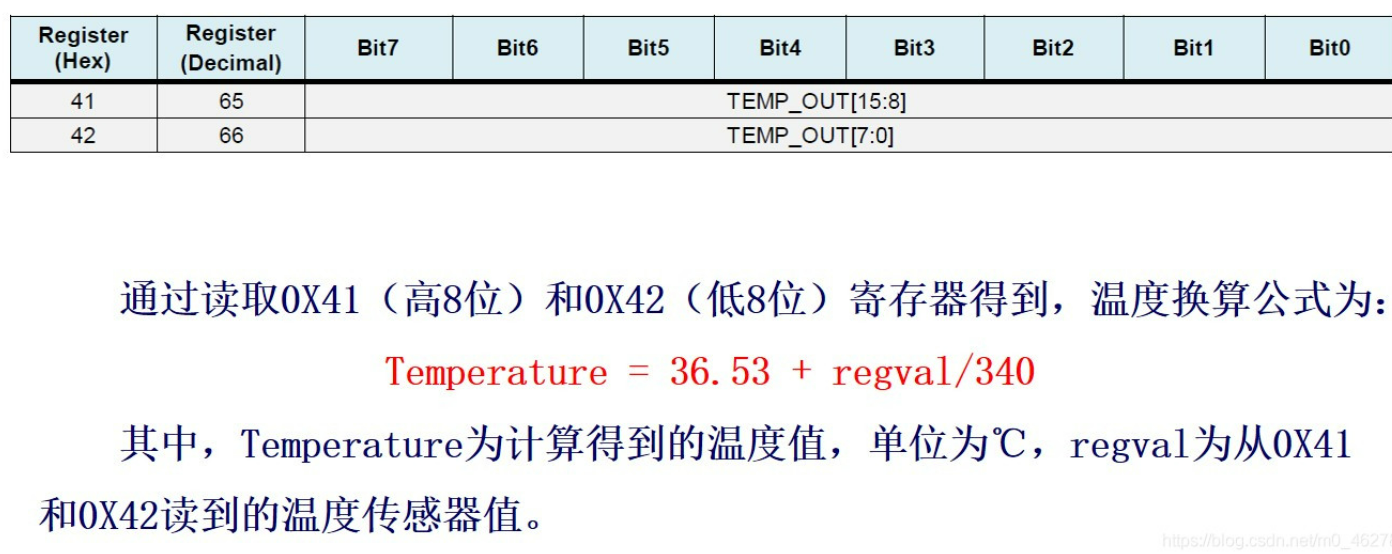 Register (Hex) Register (Decimal) Bit7 Bit6 Bit5 Bit4 Bit3 Bit2 Bit1 Bit0
41 65 TEMP_OUT[15:8]
42 66 TEMP_OUT[7:0]
通过读取0X41（高8位）和0X42（低8位）寄存器得到，温度换算公式为：
Temperature = 36.53 + regval/340
其中，Temperature为计算得到的温度值，单位为℃，regval为从0X41
和0X42读到的温度传感器值。
https://blog.csdn.net/m0_4627